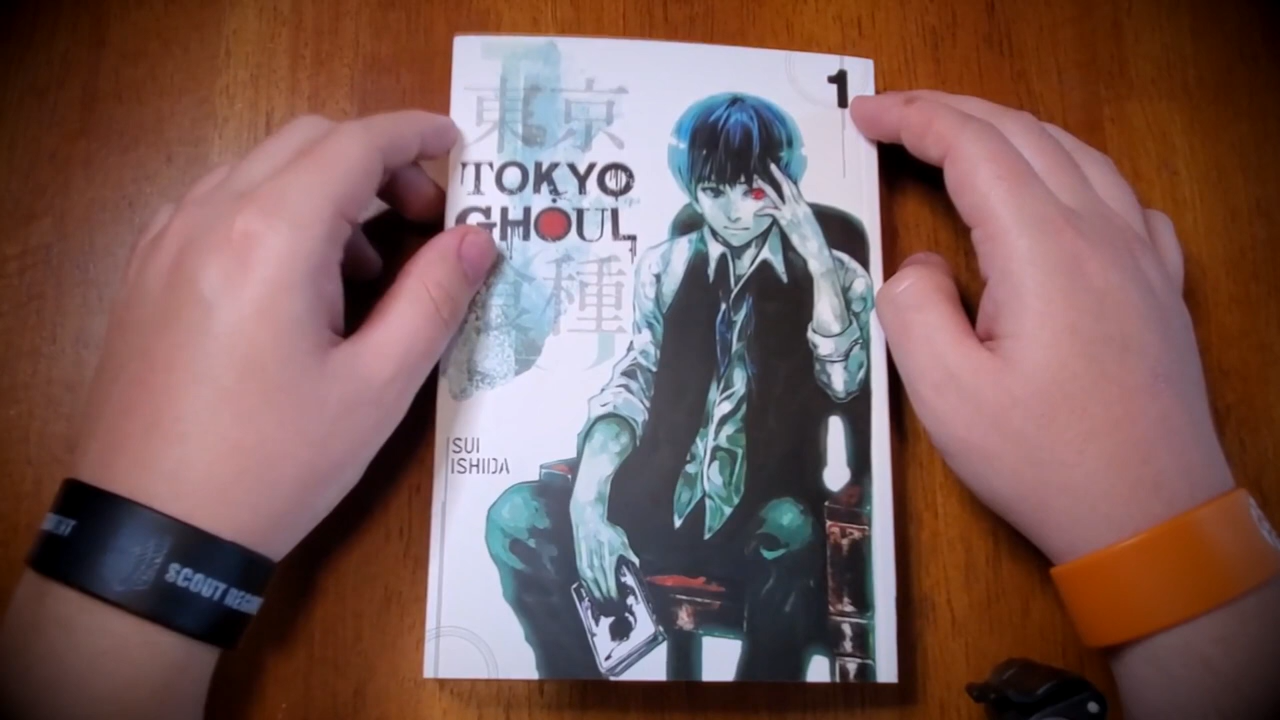 1
東京
TOKYO
GHOUL
喰種
SUI
ISHIDA
SCOUT REGI